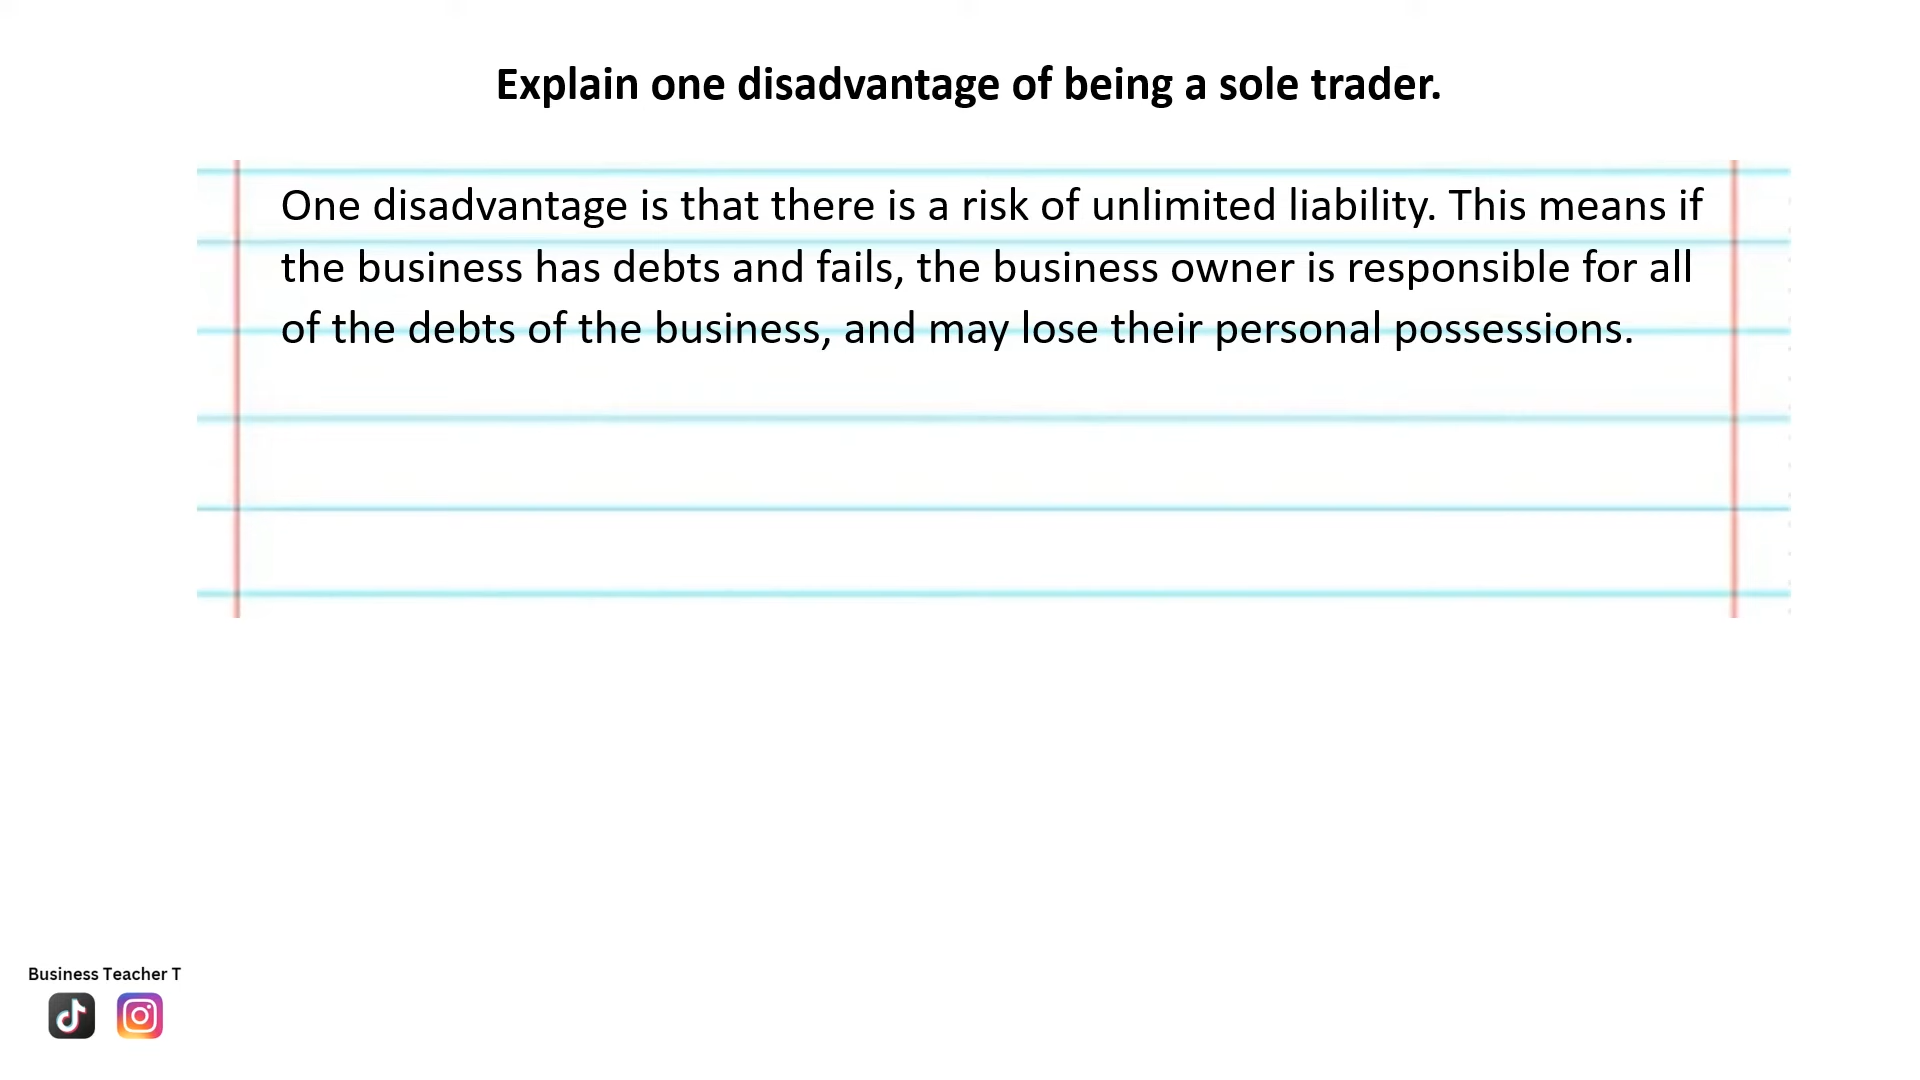 Explain one disadvantage of being a sole trader.
One disadvantage is that there is a risk of unlimited liability. This means if
the business has debts and fails, the business owner is responsible for all
of the debts of the business, and may lose their personal possessions.
Business Teacher T